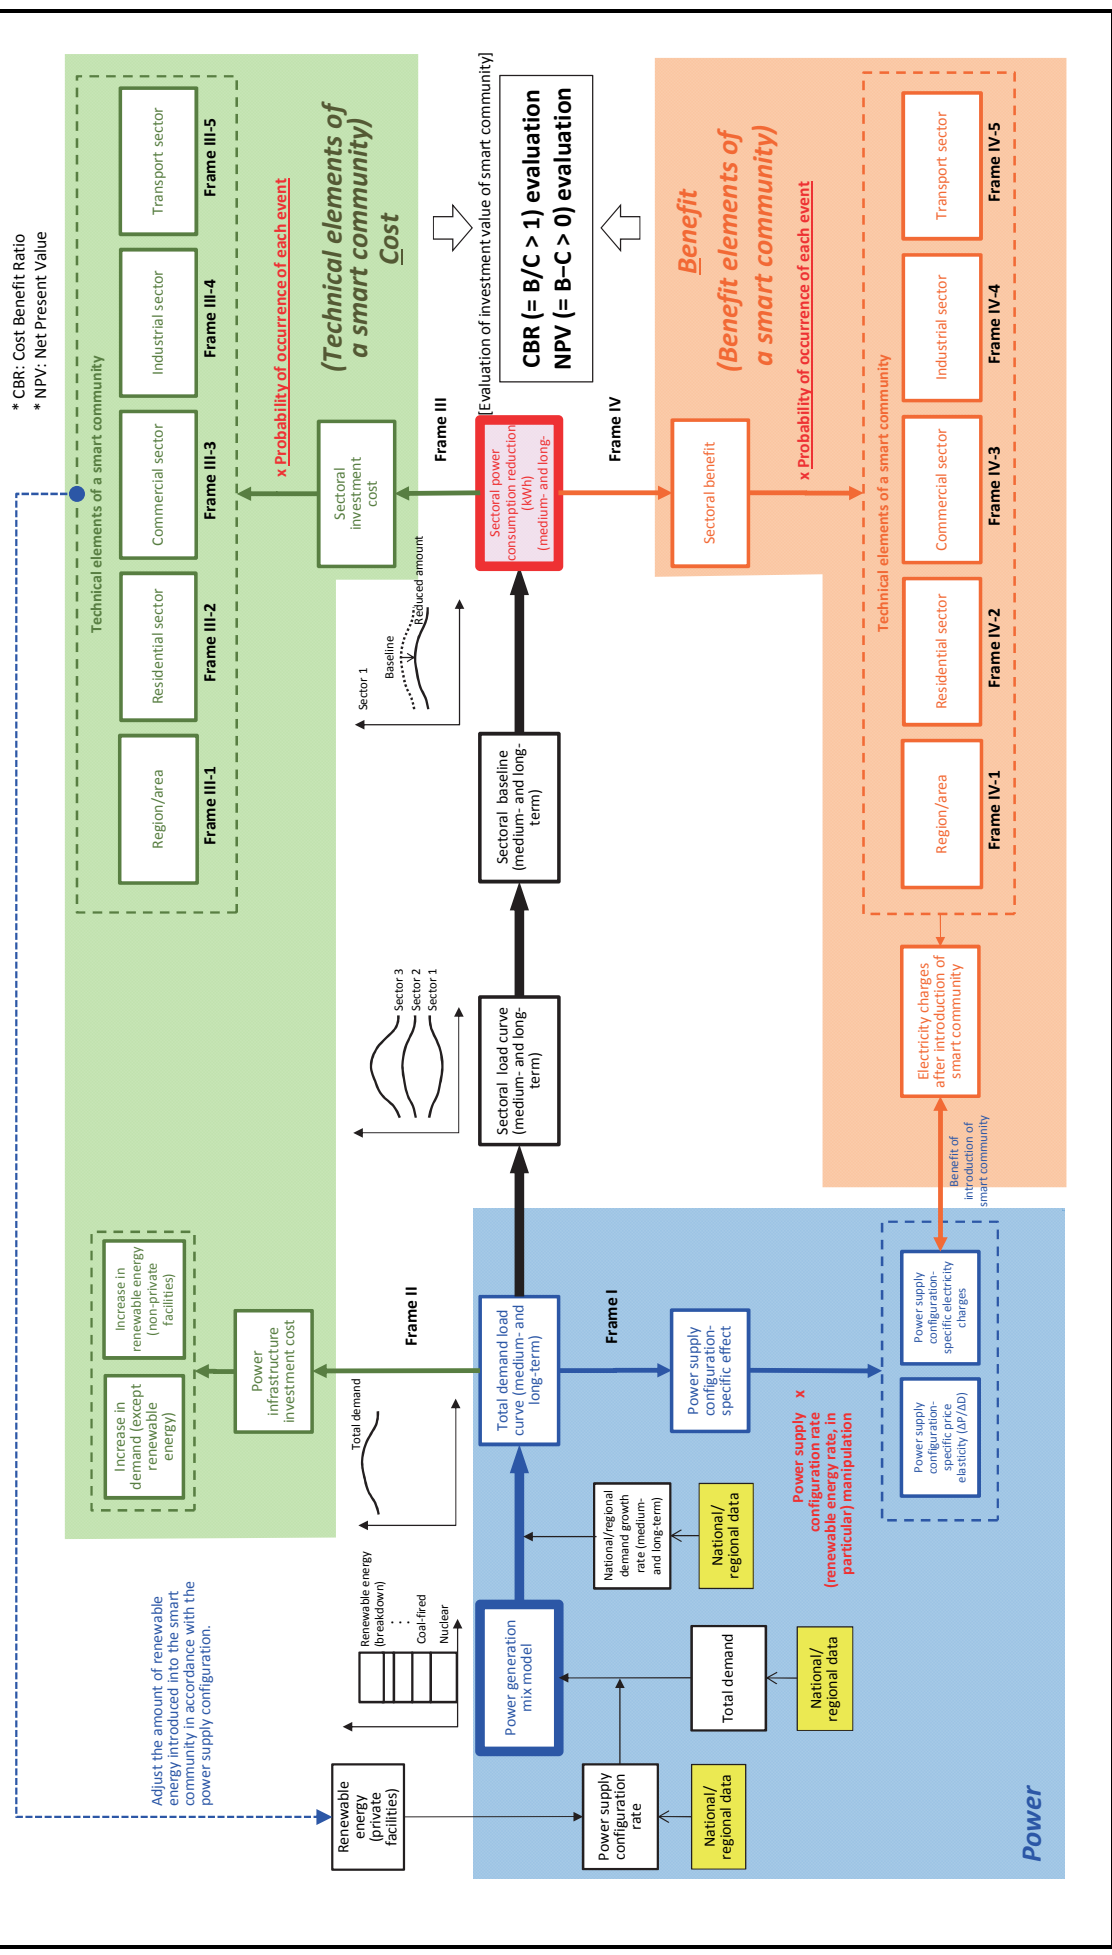 * CBR: Cost Benefit Ratio
* NPV: Net Present Value
Adjust the amount of renewable
energy introduced into the smart
community in accordance with the
power supply configuration.
Increase in
demand (except
renewable
energy)
Increase in
renewable energy
(non-private
facilities)
Power
infrastructure
investment cost
Technical elements of a smart community
Region/area
Frame III-1
Residential sector
Frame III-2
Commercial sector
Frame III-3
Industrial sector
Frame III-4
Transport sector
Frame III-5
x Probability of occurrence of each event
Sectoral
investment
cost
(Technical elements of
a smart community)
Cost
Renewable
energy
(private
facilities)
Renewable energy
(breakdown)
:
:
Coal-fired
Nuclear
Total demand
Frame II
Sector 3
Sector 2
Sector 1
Sector 1
Baseline
Reduced amount
Frame III
[Evaluation of investment value of smart community]
CBR (= B/C > 1) evaluation
NPV (= B–C > 0) evaluation
Power generation
mix model
Total demand load
curve (medium- and
long-term)
Sectoral load curve
(medium- and long-
term)
Sectoral baseline
(medium- and long-
term)
Sectoral power
consumption reduction
(kWh)
(medium- and long-
Frame I
Frame IV
Power supply
configuration
rate
National/
regional data
Total demand
National/
regional data
National/regional
demand growth
rate (medium-
and long-term)
National/
regional data
Power supply
configuration-
specific effect
Power supply x
configuration rate
(renewable energy rate, in
particular) manipulation
Power supply
configuration-
specific price
elasticity (ΔP/ΔD)
Power supply
configuration-
specific electricity
charges
Power
Benefit of
introduction of
smart community
Electricity charges
after introduction of
smart community
Sectoral benefit
Benefit
(Benefit elements of
a smart community)
x Probability of occurrence of each event
Technical elements of a smart community
Region/area
Frame IV-1
Residential sector
Frame IV-2
Commercial sector
Frame IV-3
Industrial sector
Frame IV-4
Transport sector
Frame IV-5